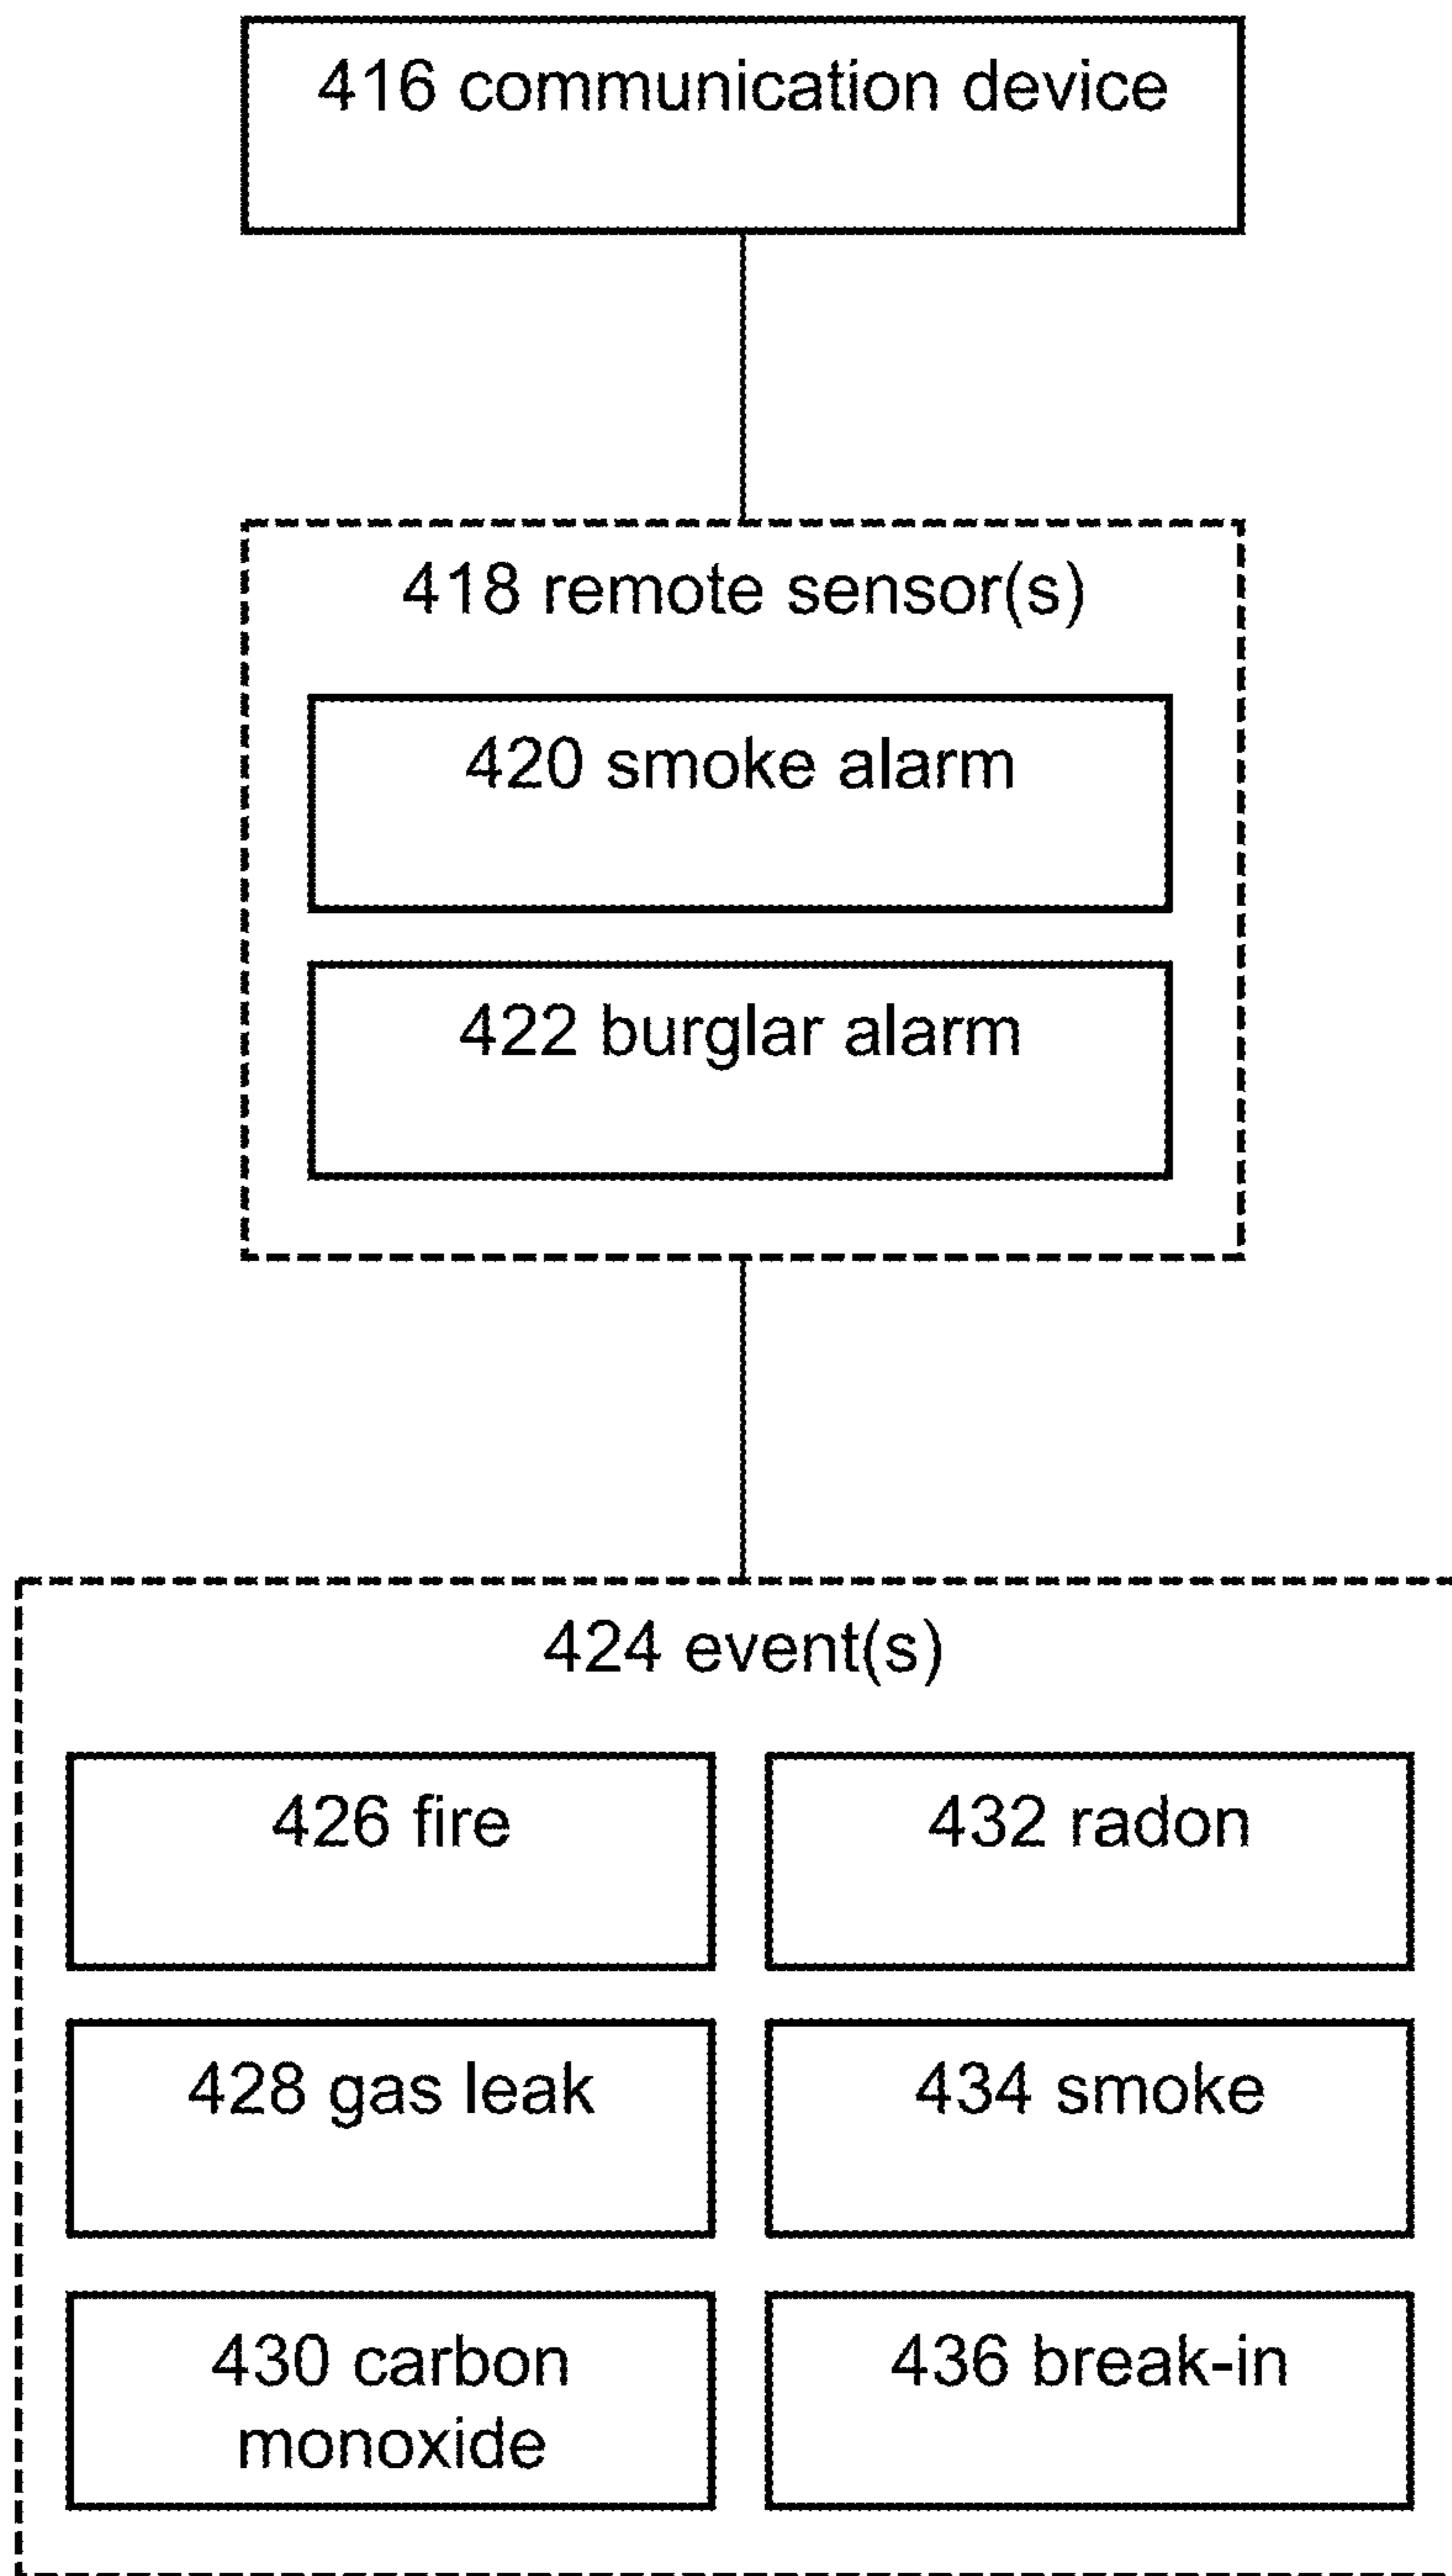 416 communication device
418 remote sensor(s)
420 smoke alarm
422 burglar alarm
424 event(s)
426 fire
432 radon
428 gas leak
434 smoke
430 carbon
monoxide
436 break-in